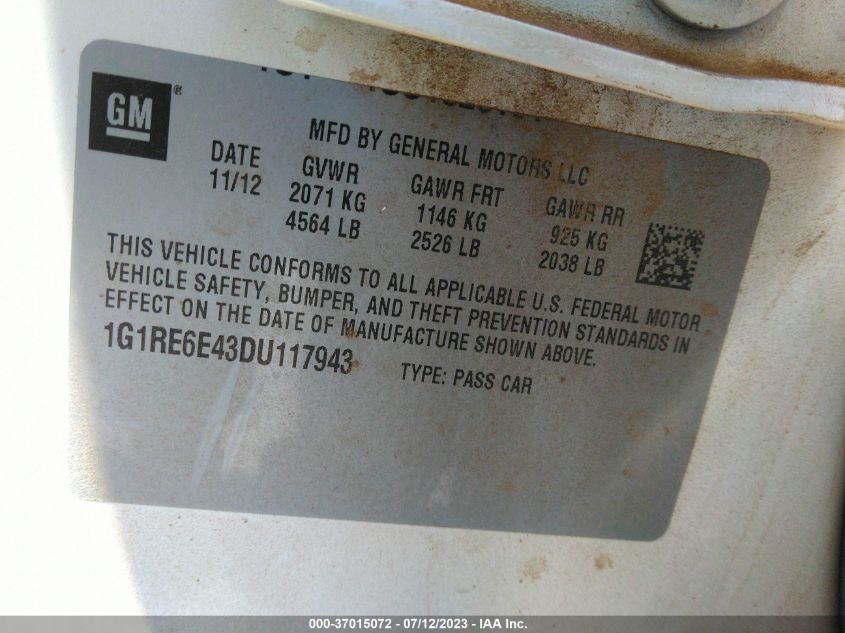 GM®
MFD BY GENERAL MOTORS LLC
DATE GVWR GAWR FRT GAWR RR
11/12 2071 KG 1146 KG 925 KG
4564 LB 2526 LB 2038 LB
THIS VEHICLE CONFORMS TO ALL APPLICABLE U.S. FEDERAL MOTOR
VEHICLE SAFETY, BUMPER, AND THEFT PREVENTION STANDARDS IN
EFFECT ON THE DATE OF MANUFACTURE SHOWN ABOVE.
1G1RE6E43DU117943 TYPE: PASS CAR
000-37015072 - 07/12/2023 - IAA Inc.